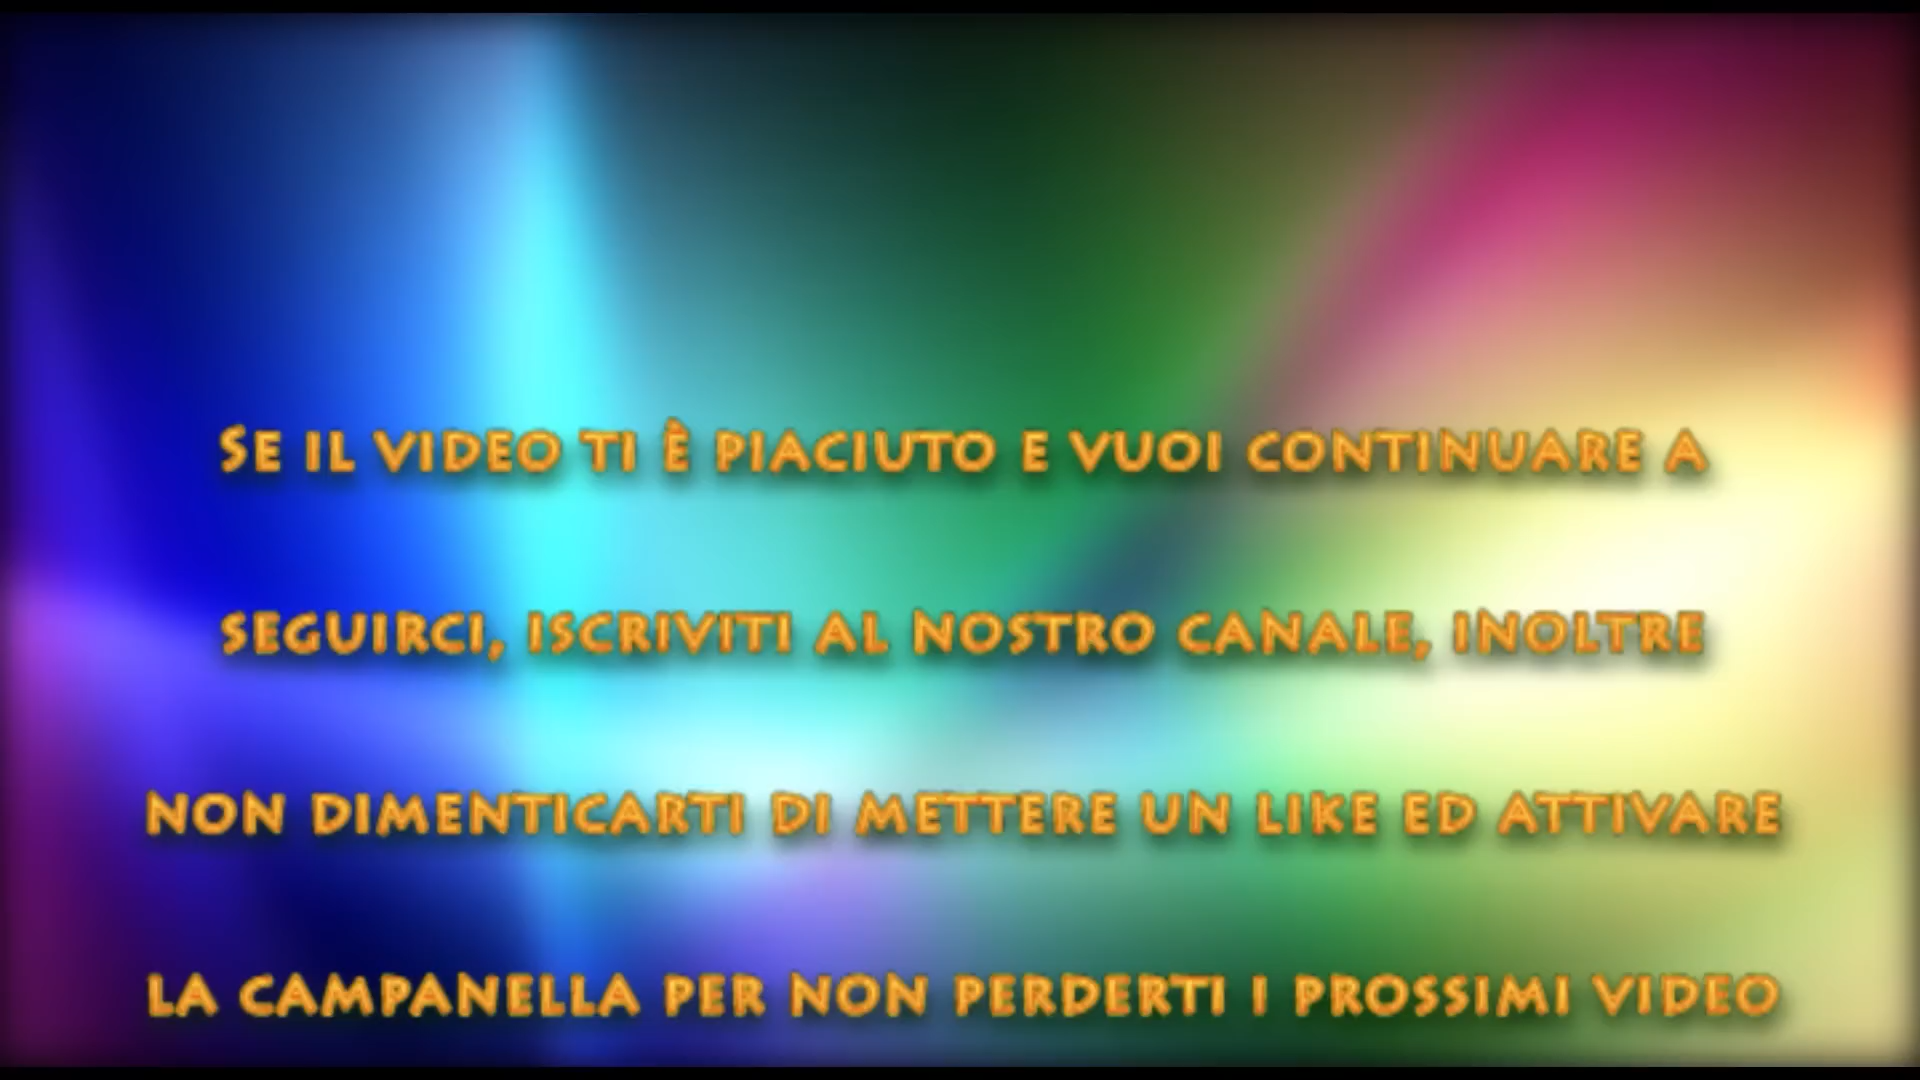 Se il video ti è piaciuto e vuoi continuare a
seguirci, iscriviti al nostro canale, inoltre
non dimenticarti di mettere un like ed attivare
la campanella per non perderti i prossimi video